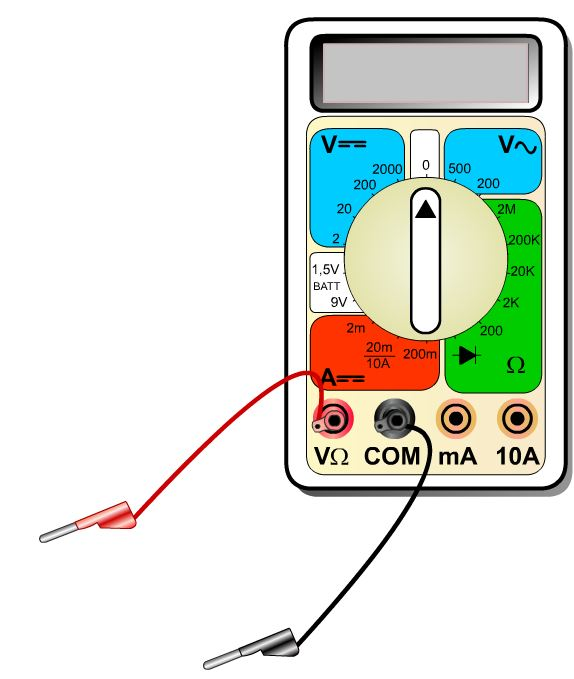 V⎓ V~
0
2000 500
200 200
20 2M
2 200K
1,5V 20K
BATT
9V 2K
2m 200
20m
10A 200m
A⎓ Ω
VΩ COM mA 10A